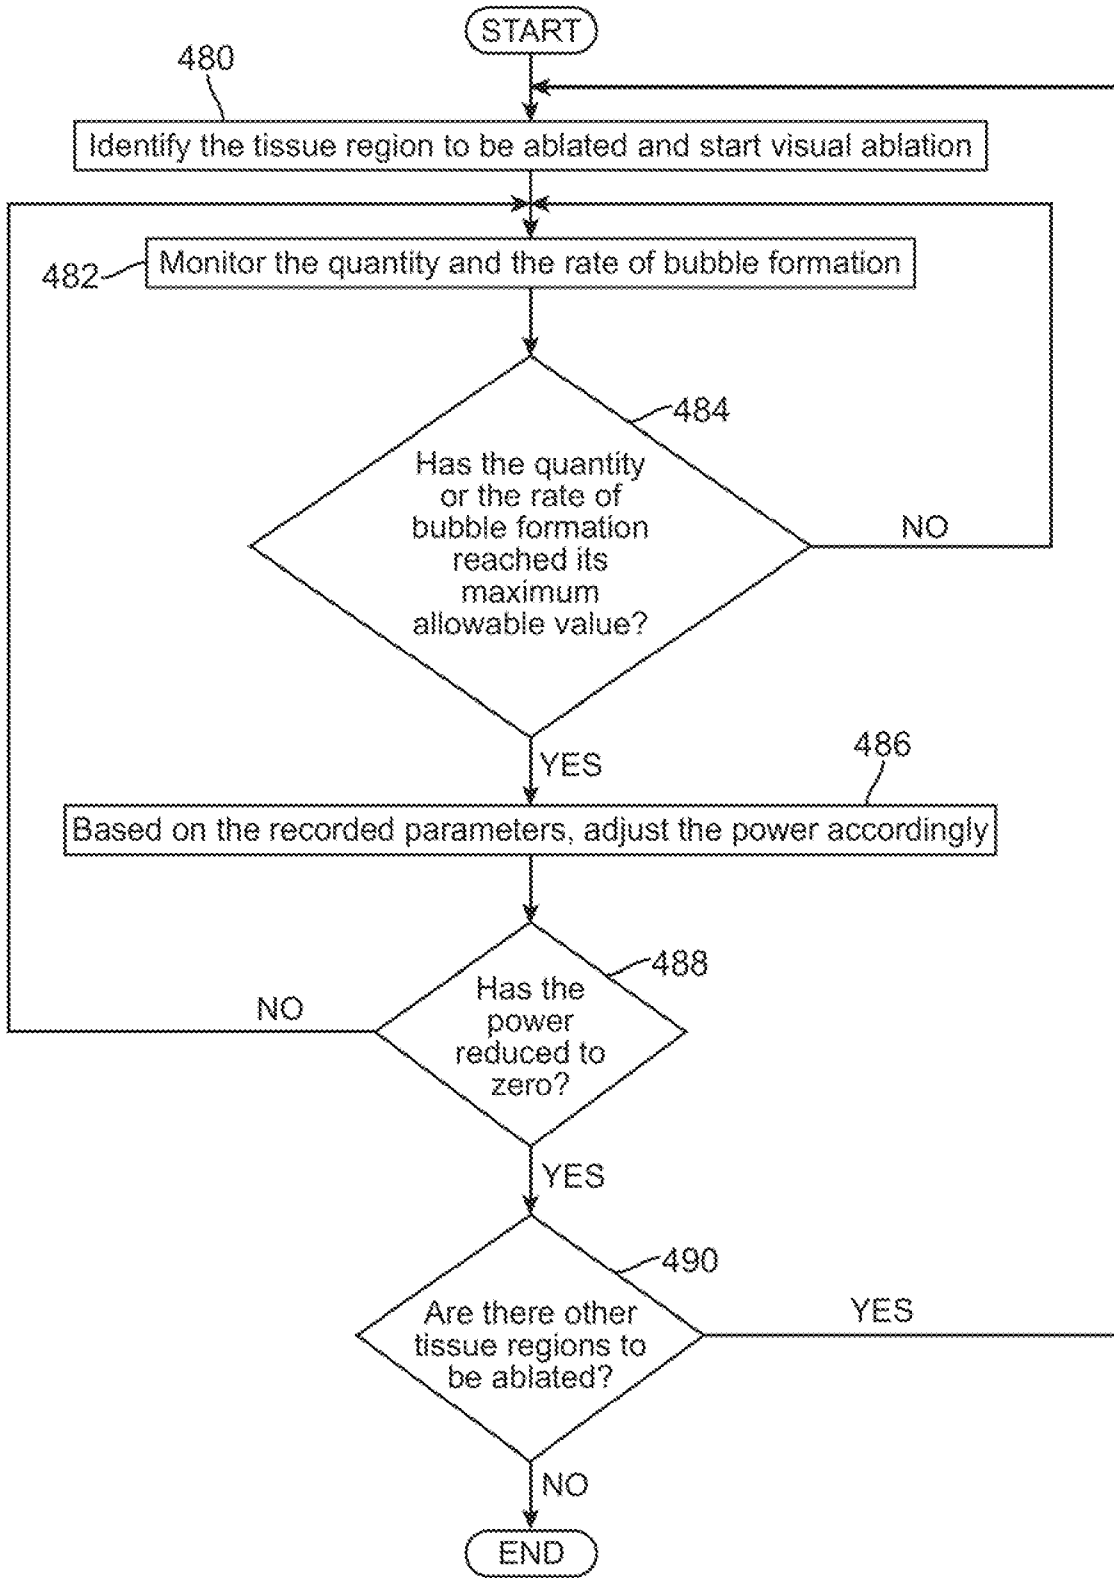 START
480
Identify the tissue region to be ablated and start visual ablation
482
Monitor the quantity and the rate of bubble formation
484
Has the quantity
or the rate of
bubble formation
reached its
maximum
allowable value?
NO
YES
486
Based on the recorded parameters, adjust the power accordingly
488
Has the
power
reduced to
zero?
NO
YES
490
Are there other
tissue regions to
be ablated?
YES
NO
END